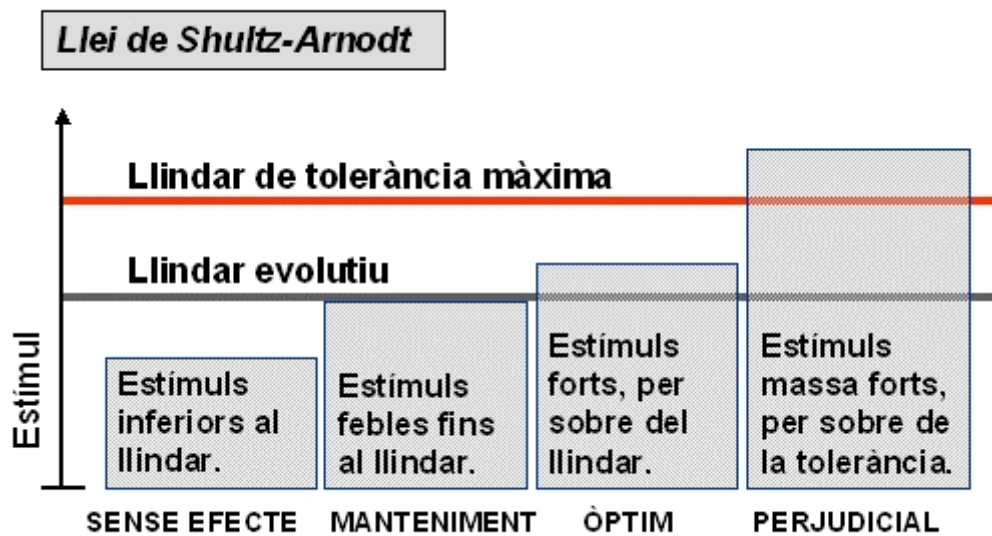 Llei de Shultz-Arnodt
Llindar de tolerància màxima
Llindar evolutiu
Estímul
Estímuls
inferiors al
llindar.
Estímuls
febles fins
al llindar.
Estímuls
forts, per
sobre del
llindar.
Estímuls
massa forts,
per sobre de
la tolerància.
SENSE EFECTE
MANTENIMENT
ÒPTIM
PERJUDICIAL